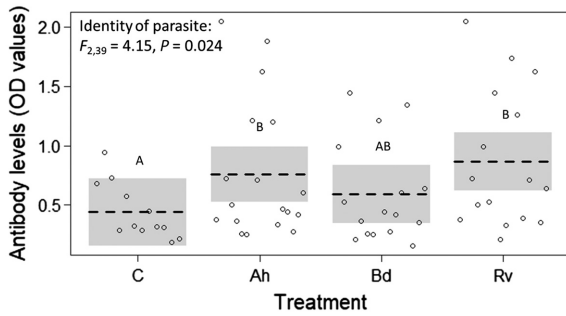 Identity of parasite:
F2,39 = 4.15, P = 0.024
Antibody levels (OD values)
2.0
1.5
1.0
0.5
A
B
AB
B
C Ah Bd Rv
Treatment